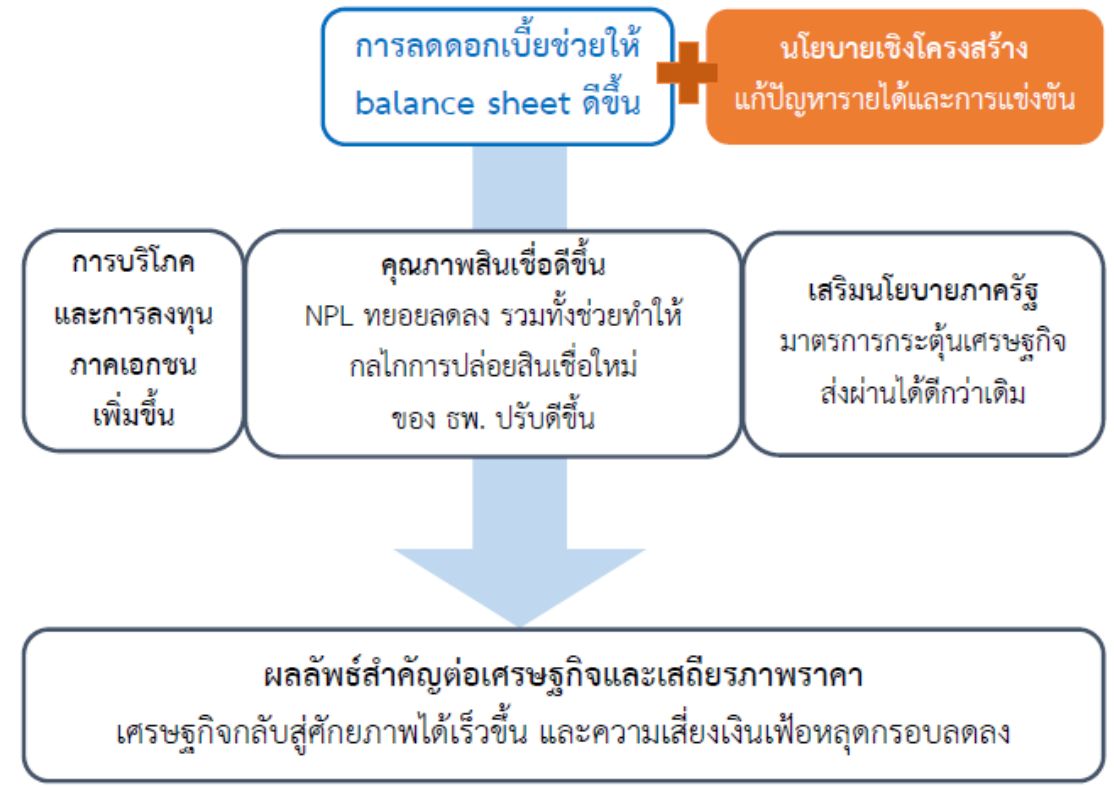 การลดดอกเบี้ยช่วยให้
balance sheet ดีขึ้น
นโยบายเชิงโครงสร้าง
แก้ปัญหารายได้และการแข่งขัน
การบริโภค
และการลงทุน
ภาคเอกชน
เพิ่มขึ้น
คุณภาพสินเชื่อดีขึ้น
NPL ทยอยลดลง รวมทั้งช่วยทำให้
กลไกการปล่อยสินเชื่อใหม่
ของ ธพ. ปรับดีขึ้น
เสริมนโยบายภาครัฐ
มาตรการกระตุ้นเศรษฐกิจ
ส่งผ่านได้ดีกว่าเดิม
ผลลัพธ์สำคัญต่อเศรษฐกิจและเสถียรภาพราคา
เศรษฐกิจกลับสู่ศักยภาพได้เร็วขึ้น และความเสี่ยงเงินเฟ้อหลุดกรอบลดลง